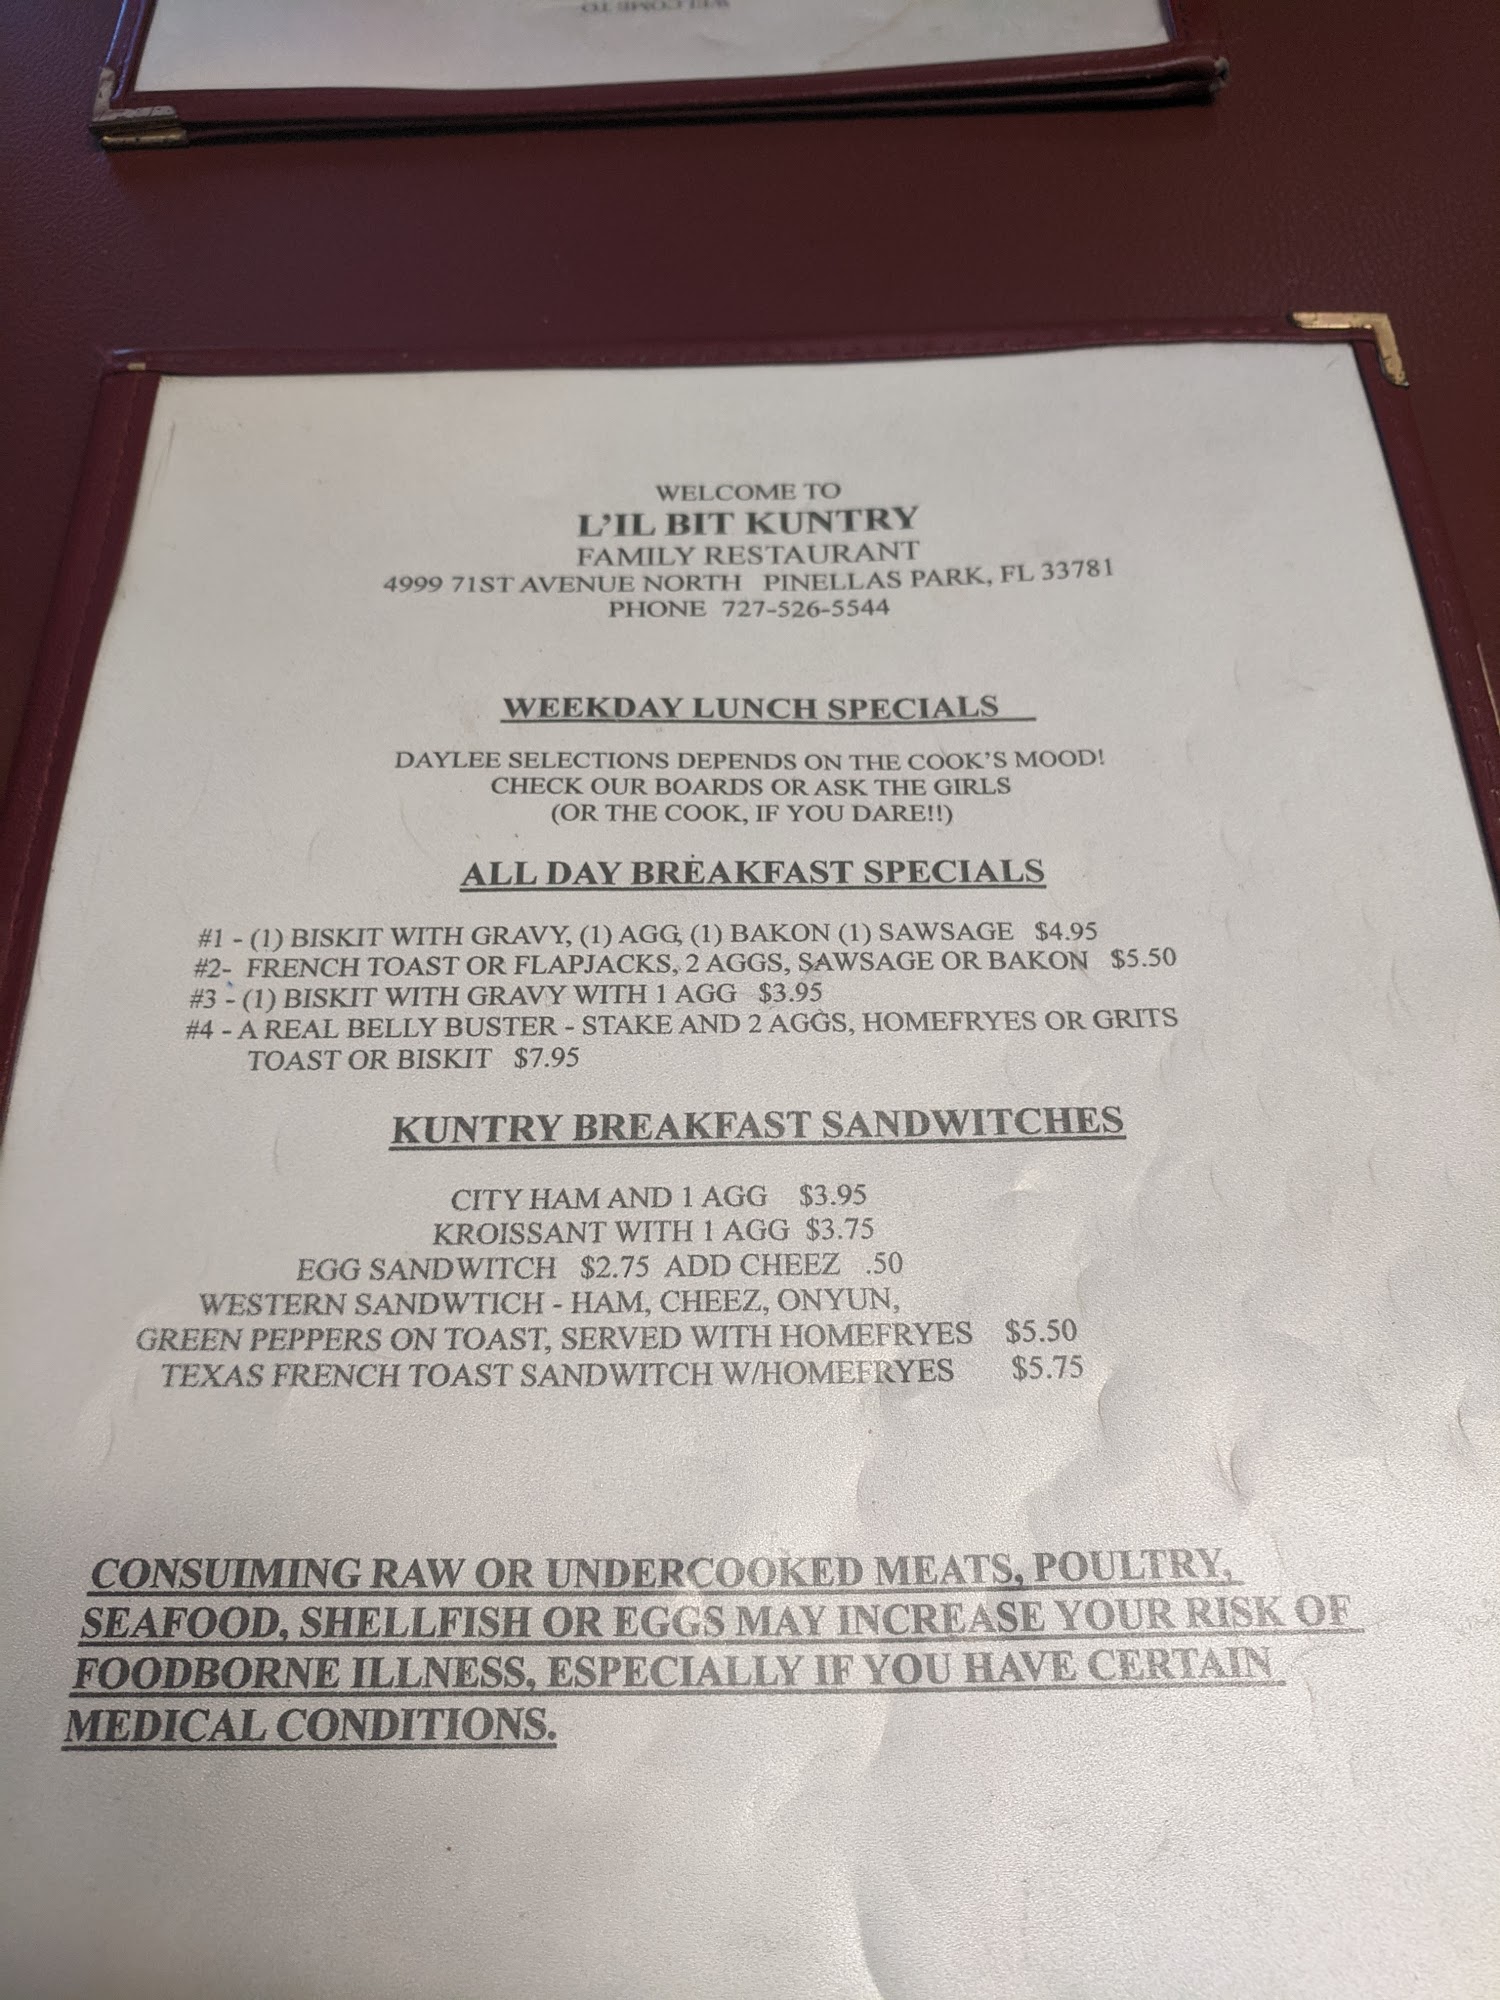 WELCOME TO
WELCOME TO
L'IL BIT KUNTRY
FAMILY RESTAURANT
4999 71ST AVENUE NORTH PINELLAS PARK, FL 33781
PHONE 727-526-5544
WEEKDAY LUNCH SPECIALS
DAYLEE SELECTIONS DEPENDS ON THE COOK'S MOOD!
CHECK OUR BOARDS OR ASK THE GIRLS
(OR THE COOK, IF YOU DARE!!)
ALL DAY BREAKFAST SPECIALS
#1 - (1) BISKIT WITH GRAVY, (1) AGG, (1) BAKON (1) SAWSAGE $4.95
#2- FRENCH TOAST OR FLAPJACKS, 2 AGGS, SAWSAGE OR BAKON $5.50
#3 - (1) BISKIT WITH GRAVY WITH 1 AGG $3.95
#4 - A REAL BELLY BUSTER - STAKE AND 2 AGGS, HOMEFRYES OR GRITS
TOAST OR BISKIT $7.95
KUNTRY BREAKFAST SANDWITCHES
CITY HAM AND 1 AGG $3.95
KROISSANT WITH 1 AGG $3.75
EGG SANDWITCH $2.75 ADD CHEEZ .50
WESTERN SANDWTICH - HAM, CHEEZ, ONYUN,
GREEN PEPPERS ON TOAST, SERVED WITH HOMEFRYES $5.50
TEXAS FRENCH TOAST SANDWITCH W/HOMEFRYES $5.75
CONSUIMING RAW OR UNDERCOOKED MEATS, POULTRY,
SEAFOOD, SHELLFISH OR EGGS MAY INCREASE YOUR RISK OF
FOODBORNE ILLNESS, ESPECIALLY IF YOU HAVE CERTAIN
MEDICAL CONDITIONS.